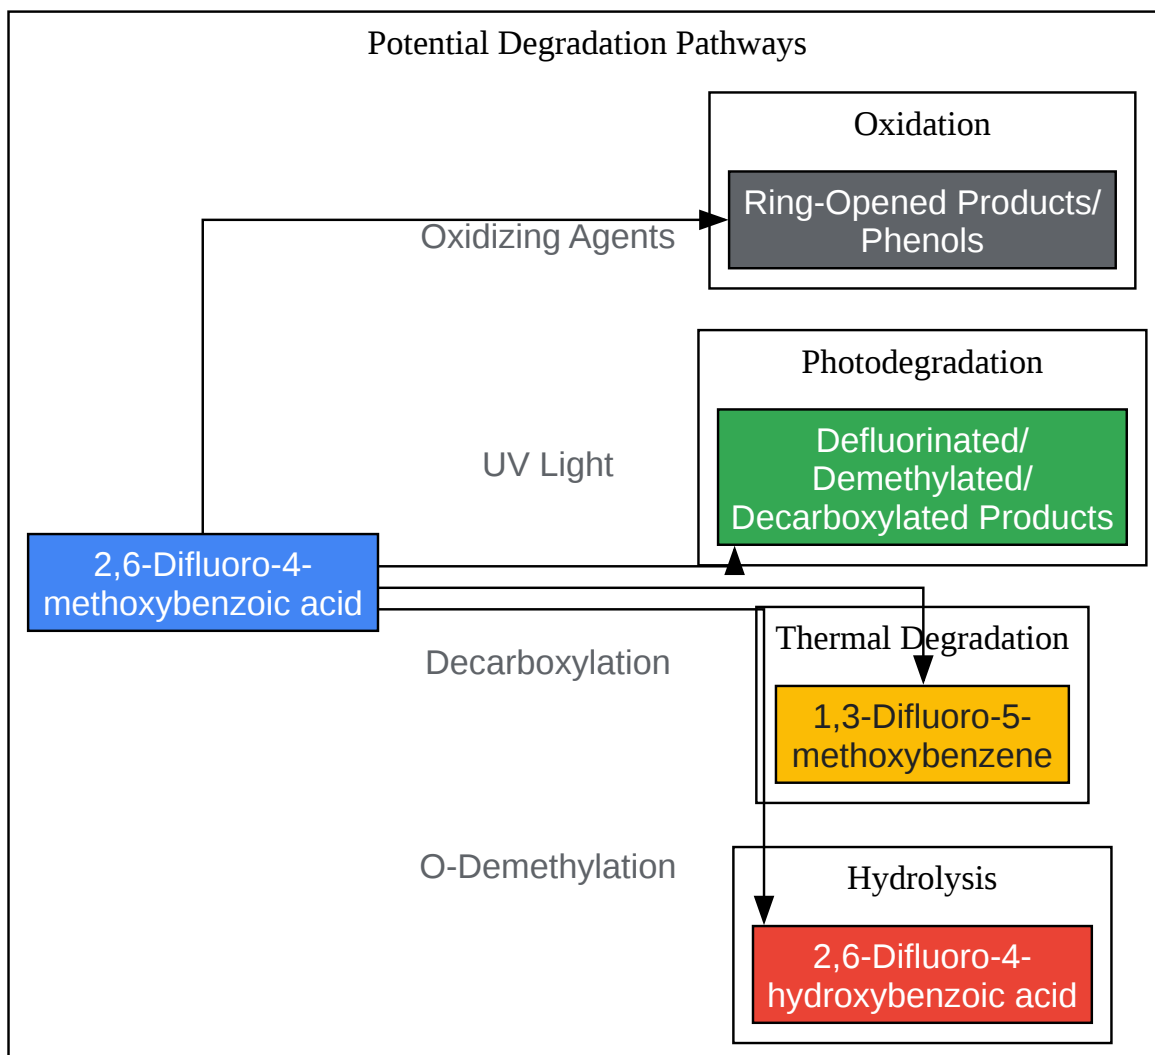 Potential Degradation Pathways
Oxidation
Ring-Opened Products/
Phenols
Oxidizing Agents
Photodegradation
Defluorinated/
Demethylated/
Decarboxylated Products
UV Light
2,6-Difluoro-4-
methoxybenzoic acid
Thermal Degradation
Decarboxylation
1,3-Difluoro-5-
methoxybenzene
O-Demethylation
Hydrolysis
2,6-Difluoro-4-
hydroxybenzoic acid